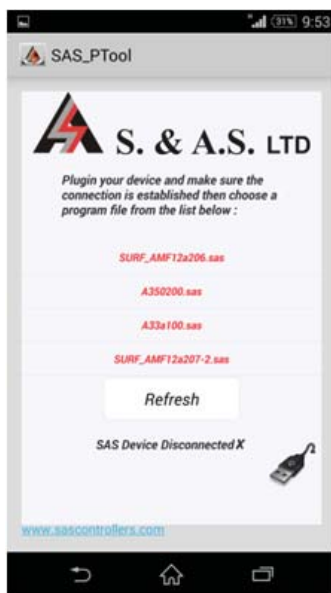 31% 9:53
SAS_PTool
S. & A.S. LTD
Plugin your device and make sure the
connection is established then choose a
program file from the list below :
SURF_AMF12a206.sas
A350200.sas
A33a100.sas
SURF_AMF12a207-2.sas
Refresh
SAS Device Disconnected X
www.sascontrollers.com